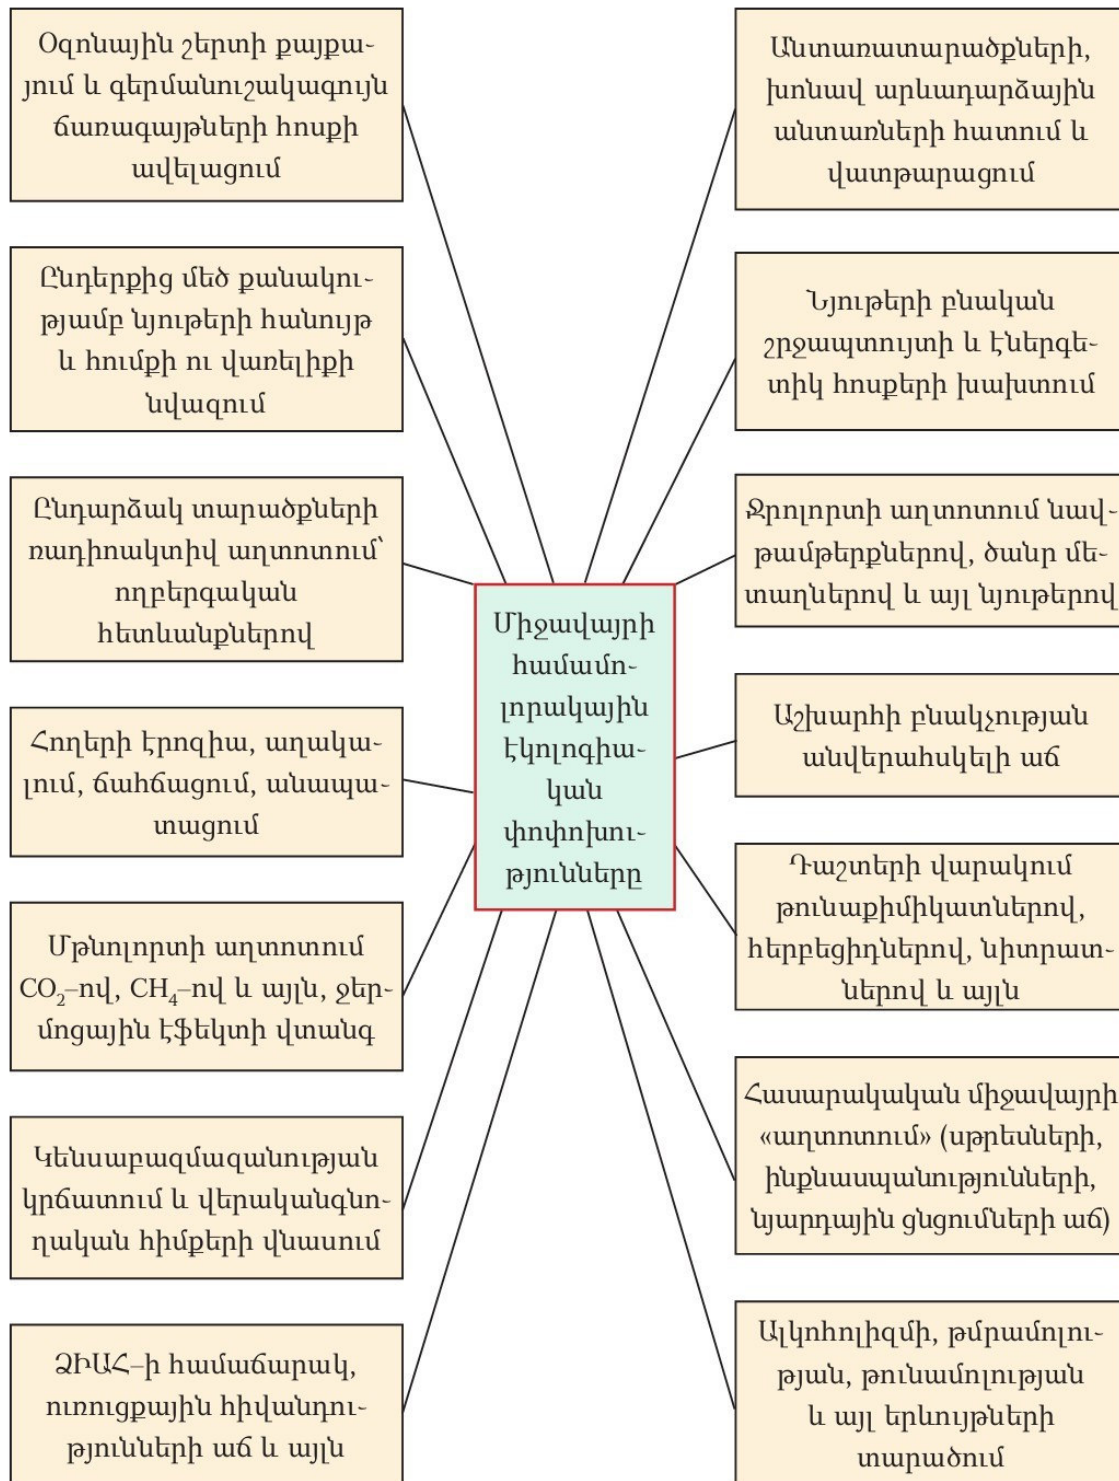 Օզոնային շերտի քայքա-
յում և գերմանուշակագույն
ճառագայթների հոսքի
ավելացում
Ընդերքից մեծ քանակու-
թյամբ նյութերի հանույթ
և հումքի ու վառելիքի
նվազում
Ընդարձակ տարածքների
ռադիոակտիվ աղտոտում՝
ողբերգական
հետևանքներով
Հողերի էրոզիա, աղակա-
լում, ճահճացում, անապա-
տացում
Մթնոլորտի աղտոտում
CO₂–ով, CH₄–ով և այլն, ջեր-
մոցային էֆեկտի վտանգ
Կենսաբազմազանության
կրճատում և վերականգնո-
ղական հիմքերի վնասում
ՁԻԱՀ–ի համաճարակ,
ուռուցքային հիվանդու-
թյունների աճ և այլն
Միջավայրի
համամո-
լորակային
էկոլոգիա-
կան
փոփոխու-
թյունները
Անտառատարածքների,
խոնավ արևադարձային
անտառների հատում և
վատթարացում
Նյութերի բնական
շրջապտույտի և էներգե-
տիկ հոսքերի խախտում
Ջրոլորտի աղտոտում նավ-
թամթերքներով, ծանր մե-
տաղներով և այլ նյութերով
Աշխարհի բնակչության
անվերահսկելի աճ
Դաշտերի վարակում
թունաքիմիկատներով,
հերբեցիդներով, նիտրատ-
ներով և այլն
Հասարակական միջավայրի
«աղտոտում» (սթրեսների,
ինքնասպանությունների,
նյարդային ցնցումների աճ)
Ալկոհոլիզմի, թմրամոլու-
թյան, թունամոլության
և այլ երևույթների
տարածում